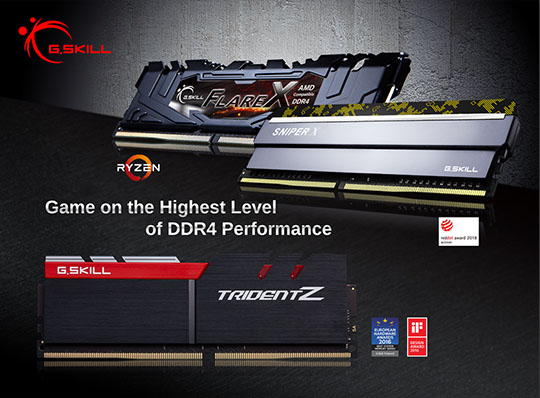 G.SKILL
G.SKILL
FLARE X
AMD
Compatible
DDR4
SNIPER X
G.SKILL
RYZEN
Game on the Highest Level
of DDR4 Performance
reddot award 2018
winner
G.SKILL
TRIDENT Z
EUROPEAN
HARDWARE
AWARDS
2016
iF
DESIGN
AWARD
2016